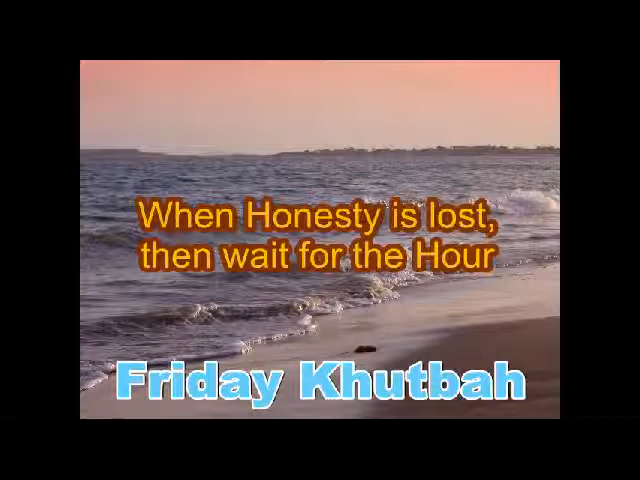 When Honesty is lost,
then wait for the Hour
Friday Khutbah